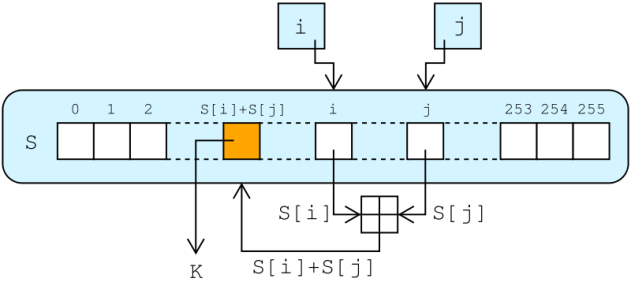 i j
0 1 2 S[i]+S[j] i j 253 254 255
S
S[i] S[j]
K S[i]+S[j]